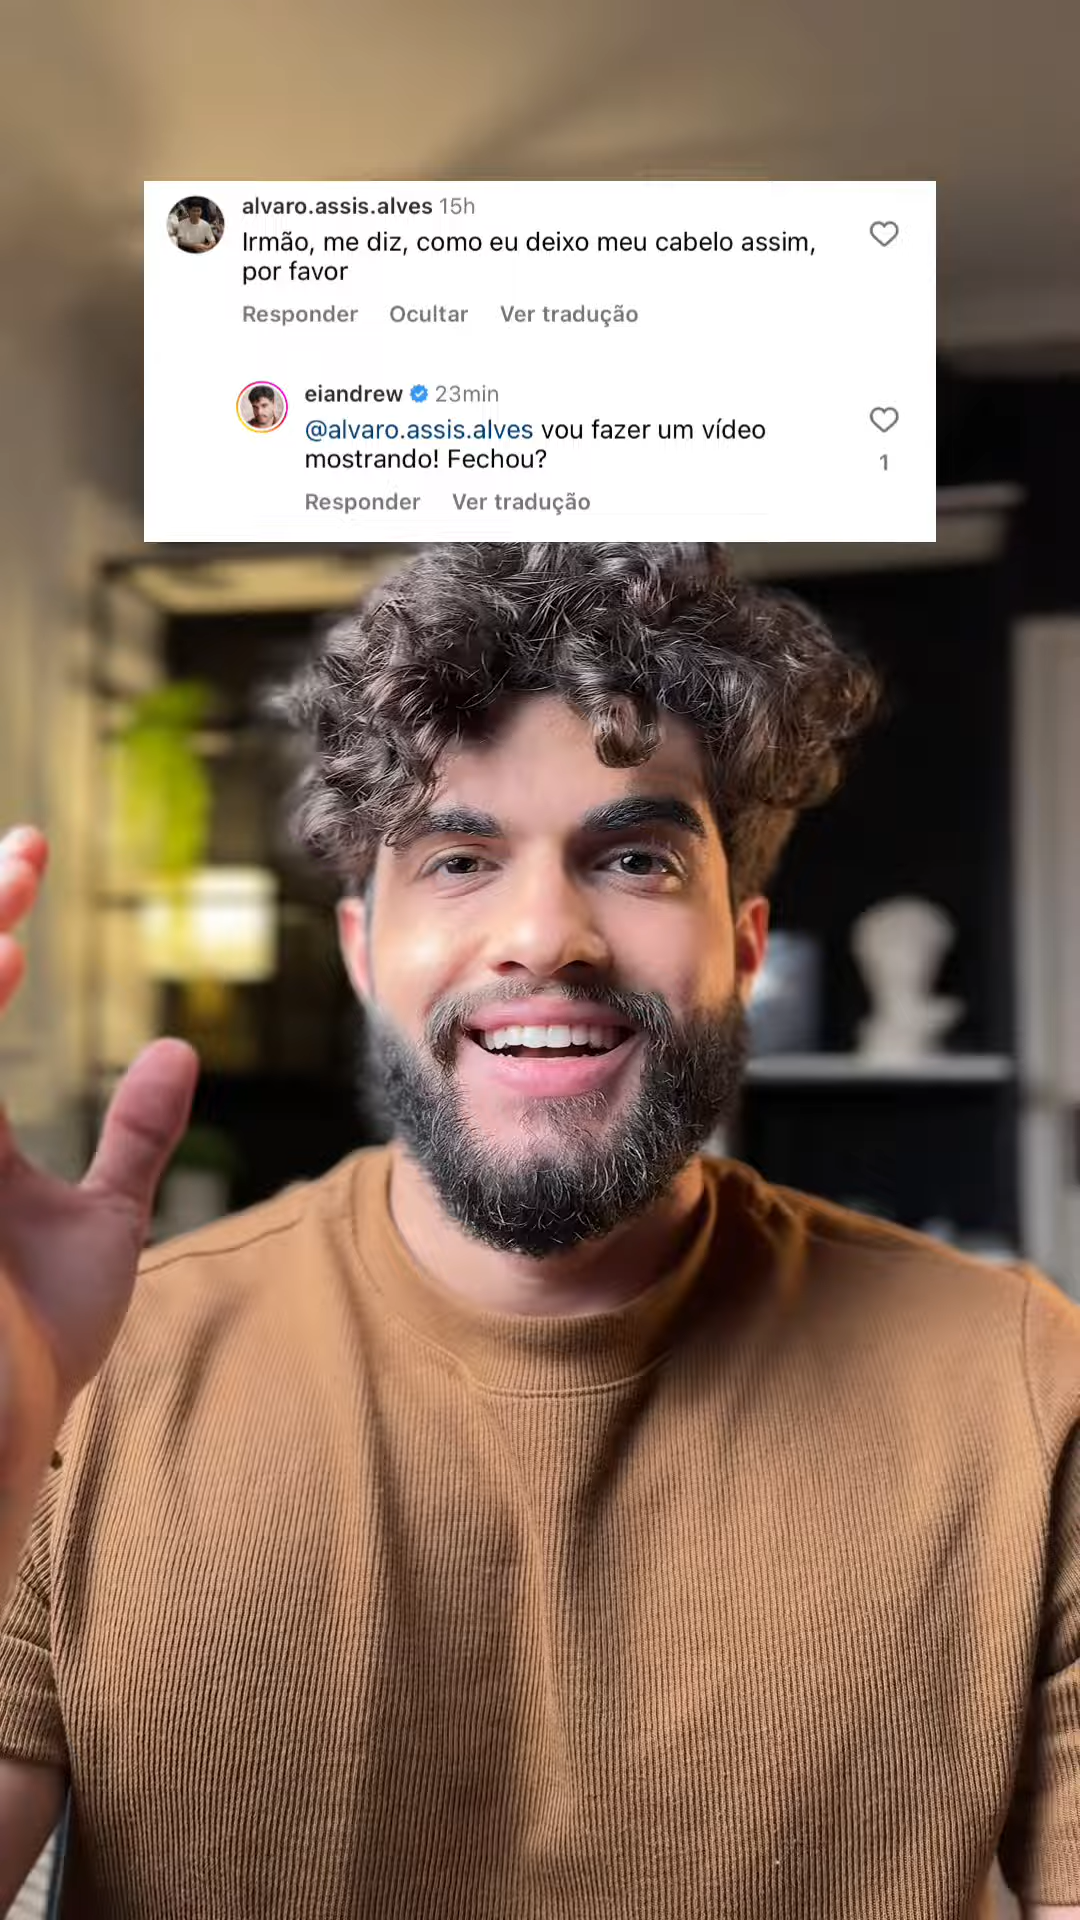 alvaro.assis.alves 15h
Irmão, me diz, como eu deixo meu cabelo assim,
por favor
Responder Ocultar Ver tradução
eiandrew 23min
@alvaro.assis.alves vou fazer um vídeo
mostrando! Fechou?
1
Responder Ver tradução